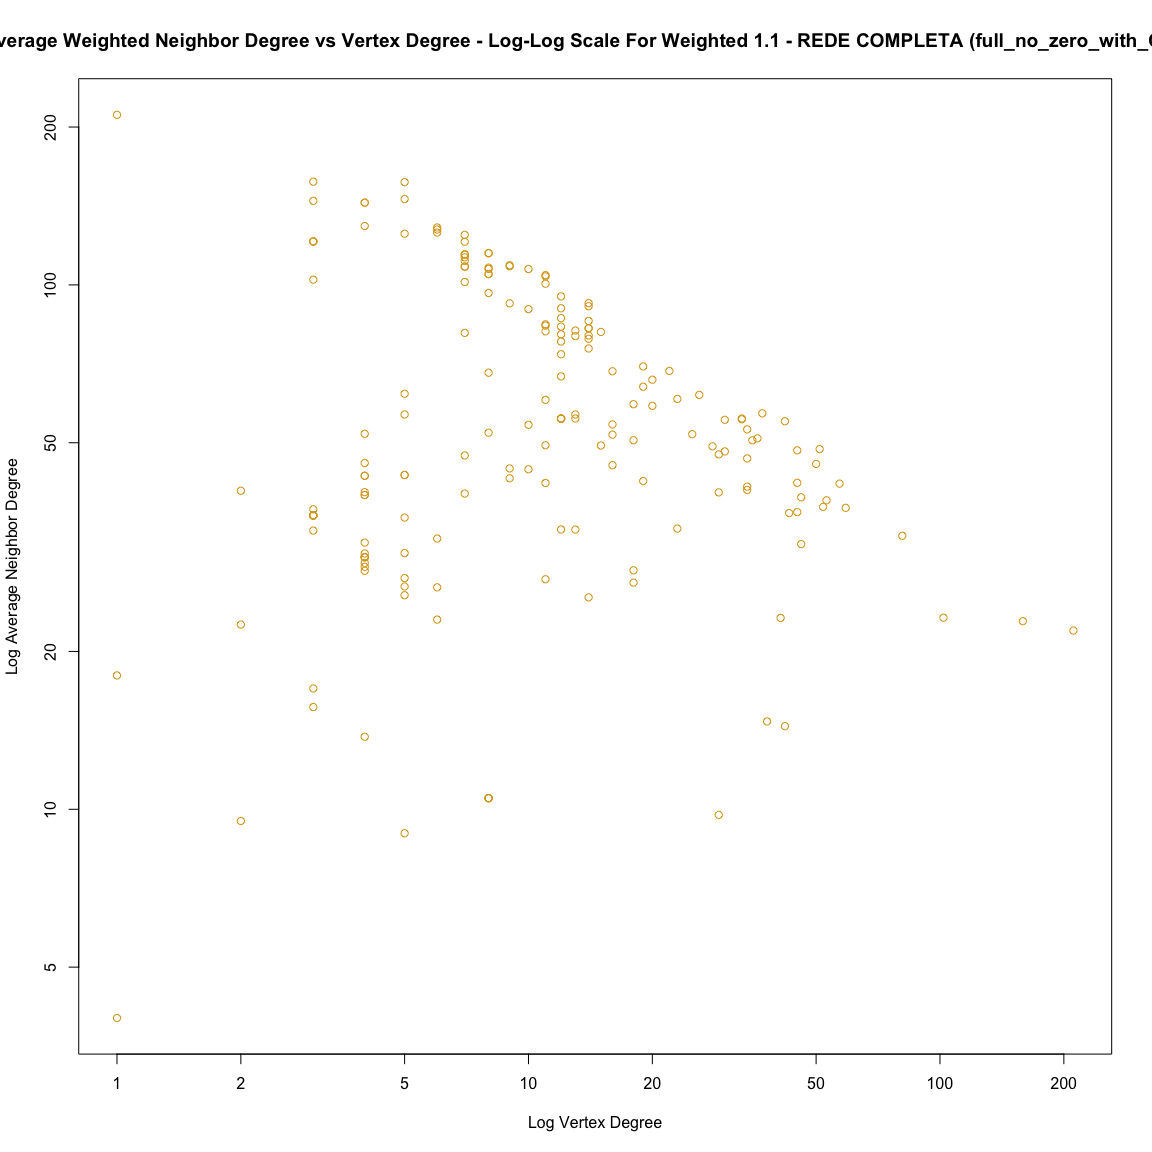 verage Weighted Neighbor Degree vs Vertex Degree - Log-Log Scale For Weighted 1.1 - REDE COMPLETA (full_no_zero_with_
200
100
50
20
10
5
Log Average Neighbor Degree
1 2 5 10 20 50 100 200
Log Vertex Degree